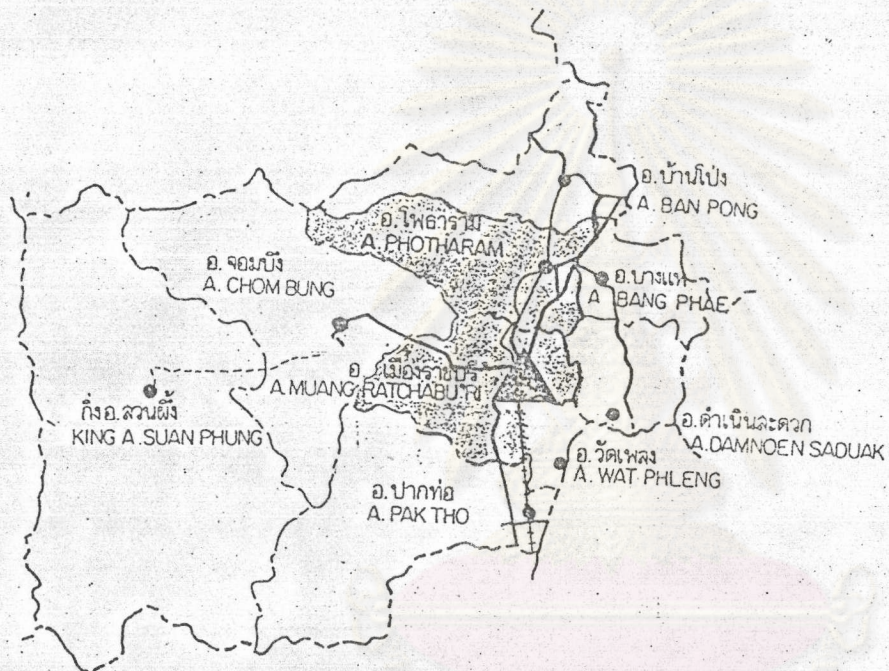 อ.บ้านโป่ง
A. BAN PONG
อ.โพธาราม
A. PHOTHARAM
อ.จอมบึง
A. CHOM BUNG
อ.บางแพ
A. BANG PHAE
อ.เมืองราชบุรี
A.MUANG RATCHABURI
กิ่งอ.สวนผึ้ง
KING A.SUAN PHUNG
อ.ดำเนินสะดวก
A.DAMNOEN SADUAK
อ.วัดเพลง
A. WAT PHLENG
อ.ปากท่อ
A. PAK THO